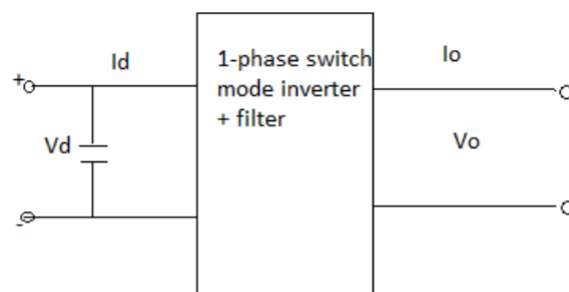 Id
1-phase switch
mode inverter
+ filter
Io
+
Vd
Vo
-